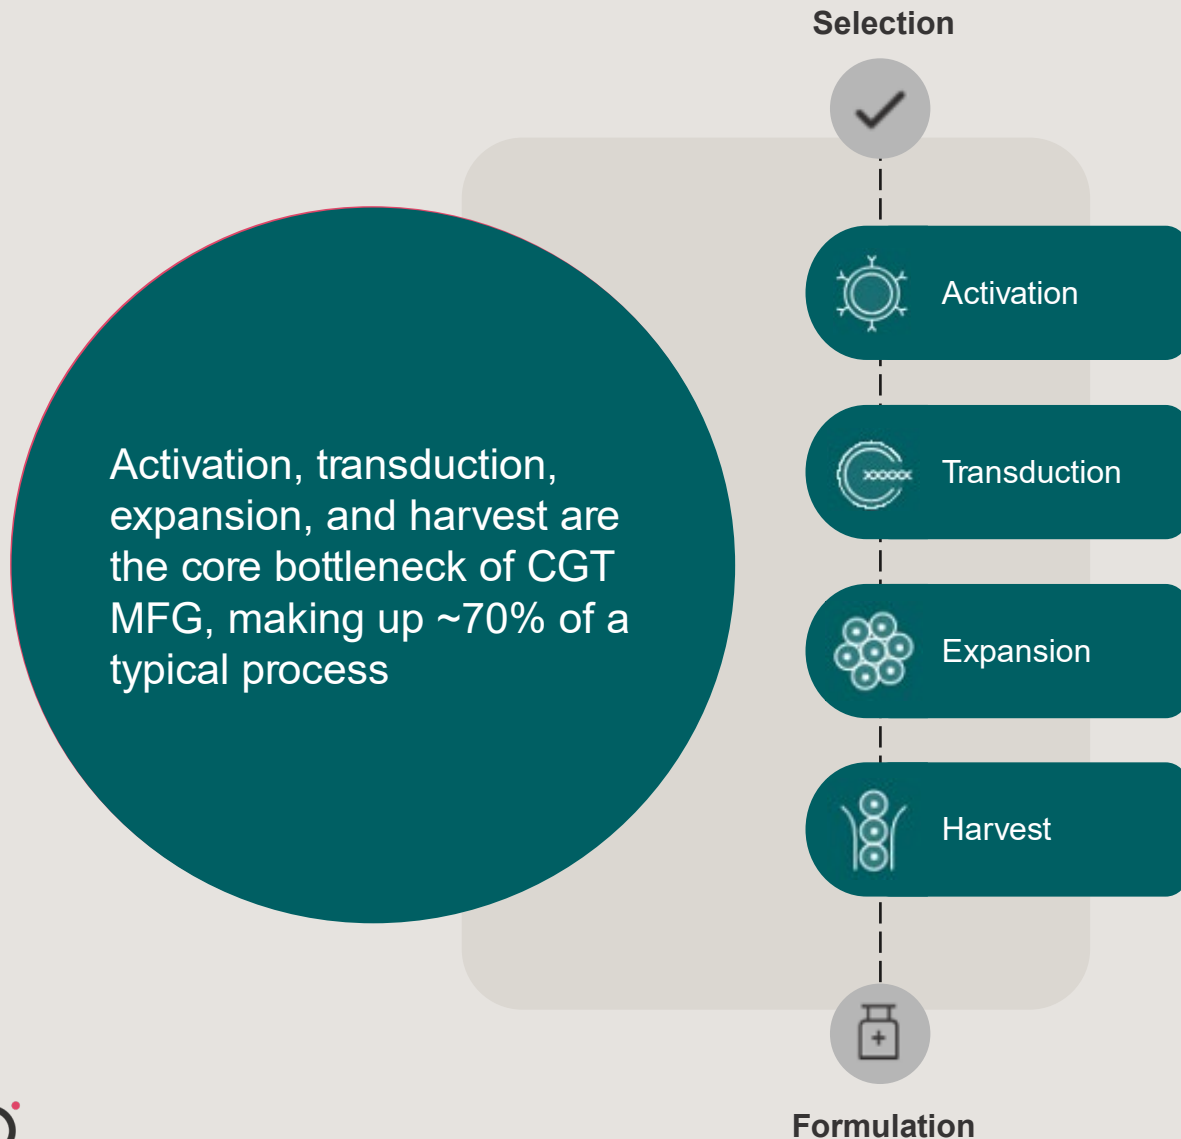 Selection
Activation
Activation, transduction,
expansion, and harvest are
the core bottleneck of CGT
MFG, making up ~70% of a
typical process
Transduction
Expansion
Harvest
Formulation